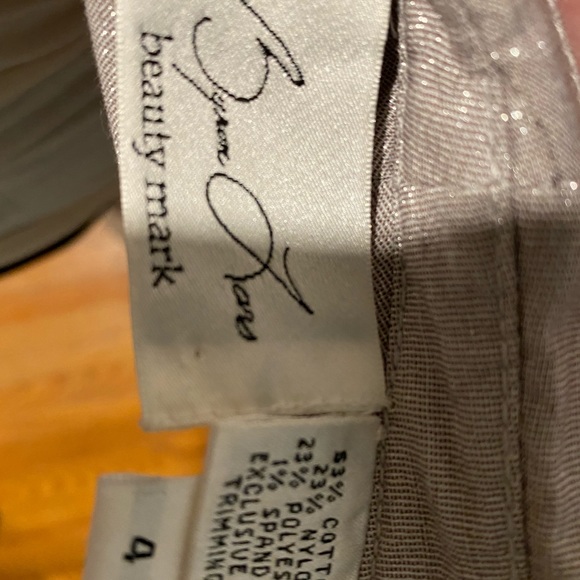 Byron Lars
beauty mark
53% COTT
23% NYLO
23% POLYES
1% SPAND
EXCLUSIVE
TRIMMING
4